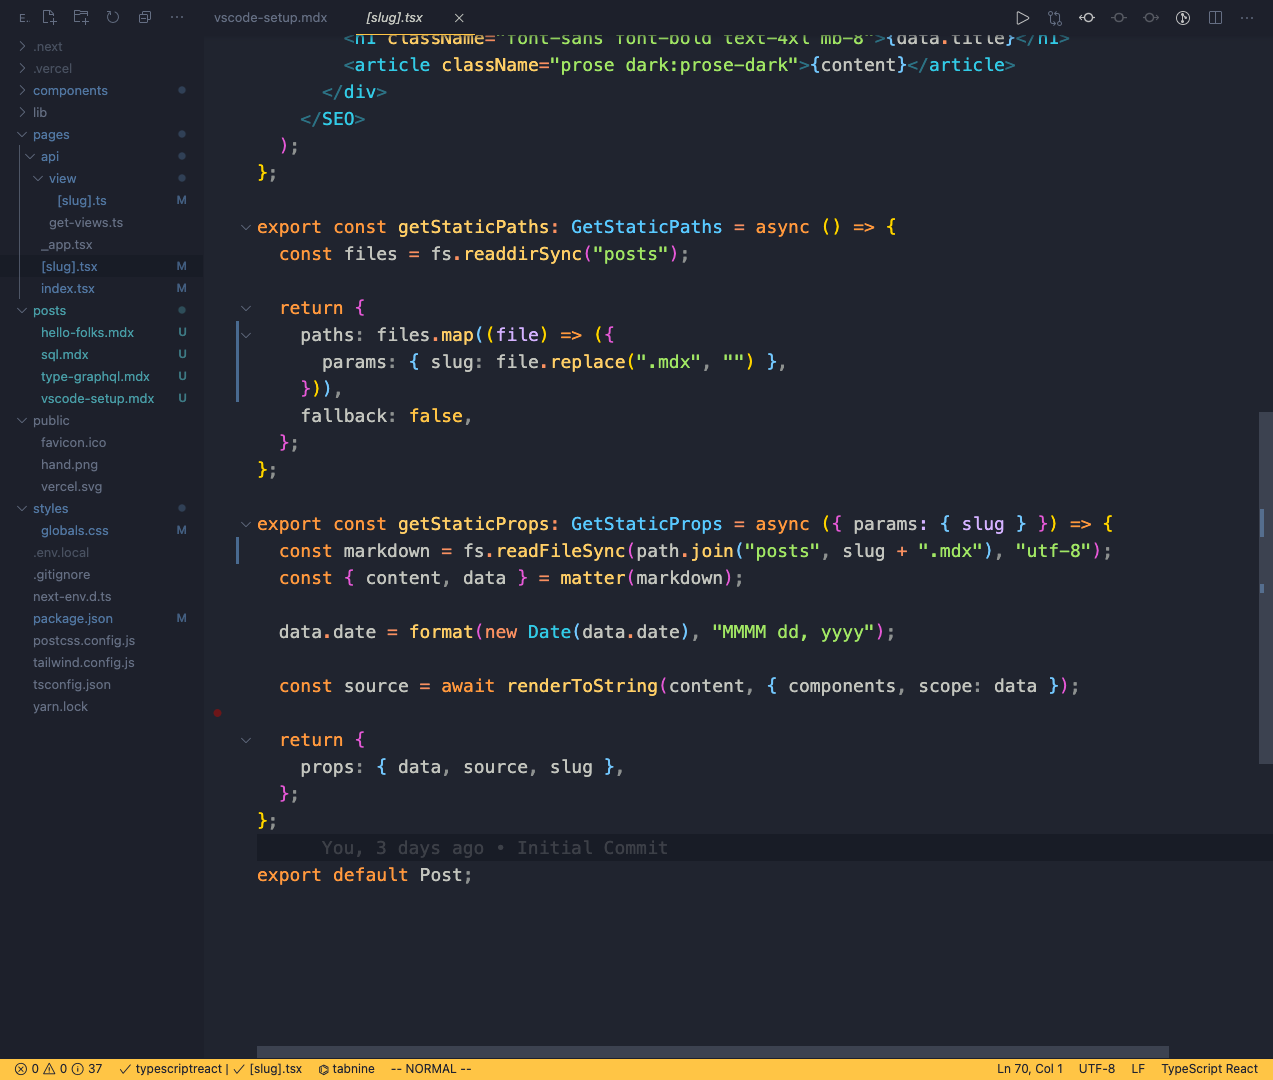 E..
vscode-setup.mdx
[slug].tsx
.next
.vercel
components
lib
pages
api
view
[slug].ts M
get-views.ts
_app.tsx
[slug].tsx M
index.tsx M
posts
hello-folks.mdx U
sql.mdx U
type-graphql.mdx U
vscode-setup.mdx U
public
favicon.ico
hand.png
vercel.svg
styles
globals.css M
.env.local
.gitignore
next-env.d.ts
package.json M
postcss.config.js
tailwind.config.js
tsconfig.json
yarn.lock
<h1 className="font-sans font-bold text-4xl mb-8">{data.title}</h1>
<article className="prose dark:prose-dark">{content}</article>
</div>
</SEO>
);
};
export const getStaticPaths: GetStaticPaths = async () => {
const files = fs.readdirSync("posts");
return {
paths: files.map((file) => ({
params: { slug: file.replace(".mdx", "") },
})),
fallback: false,
};
};
export const getStaticProps: GetStaticProps = async ({ params: { slug } }) => {
const markdown = fs.readFileSync(path.join("posts", slug + ".mdx"), "utf-8");
const { content, data } = matter(markdown);
data.date = format(new Date(data.date), "MMMM dd, yyyy");
const source = await renderToString(content, { components, scope: data });
return {
props: { data, source, slug },
};
};
You, 3 days ago • Initial Commit
export default Post;
0 0 37 typescriptreact | [slug].tsx tabnine -- NORMAL -- Ln 70, Col 1 UTF-8 LF TypeScript React